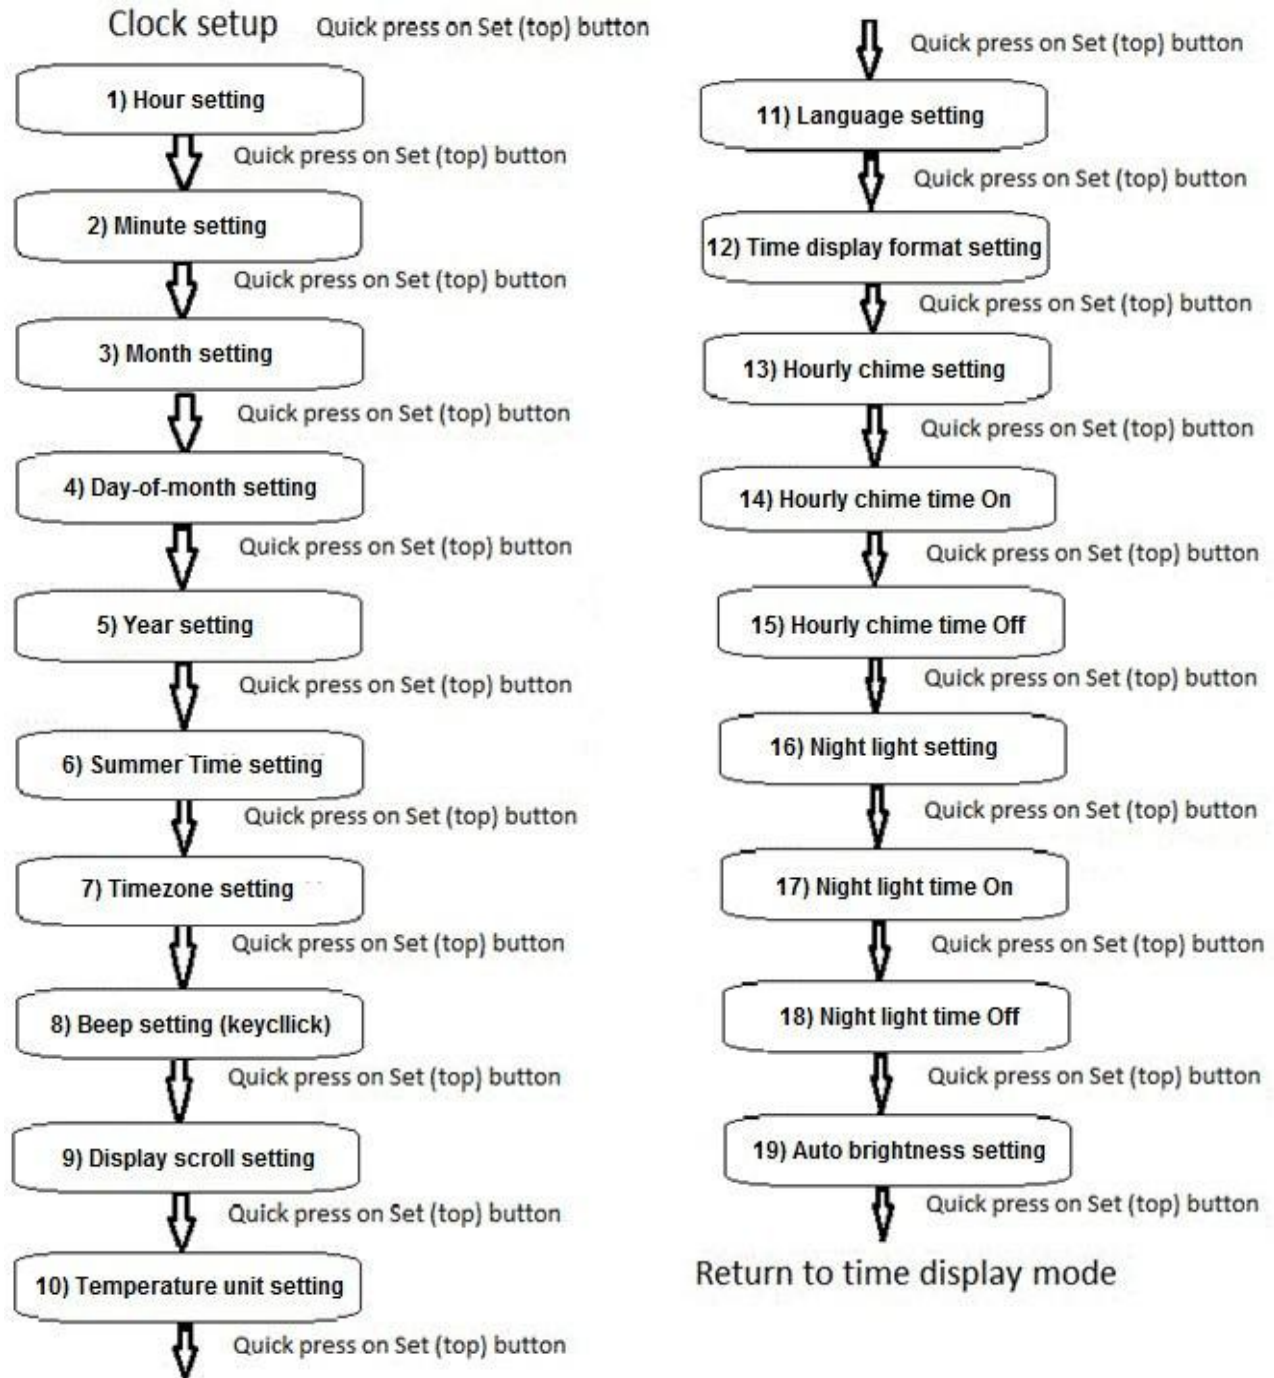 Clock setup Quick press on Set (top) button
1) Hour setting
Quick press on Set (top) button
2) Minute setting
Quick press on Set (top) button
3) Month setting
Quick press on Set (top) button
4) Day-of-month setting
Quick press on Set (top) button
5) Year setting
Quick press on Set (top) button
6) Summer Time setting
Quick press on Set (top) button
7) Timezone setting
Quick press on Set (top) button
8) Beep setting (keycllick)
Quick press on Set (top) button
9) Display scroll setting
Quick press on Set (top) button
10) Temperature unit setting
Quick press on Set (top) button
Quick press on Set (top) button
11) Language setting
Quick press on Set (top) button
12) Time display format setting
Quick press on Set (top) button
13) Hourly chime setting
Quick press on Set (top) button
14) Hourly chime time On
Quick press on Set (top) button
15) Hourly chime time Off
Quick press on Set (top) button
16) Night light setting
Quick press on Set (top) button
17) Night light time On
Quick press on Set (top) button
18) Night light time Off
Quick press on Set (top) button
19) Auto brightness setting
Quick press on Set (top) button
Return to time display mode